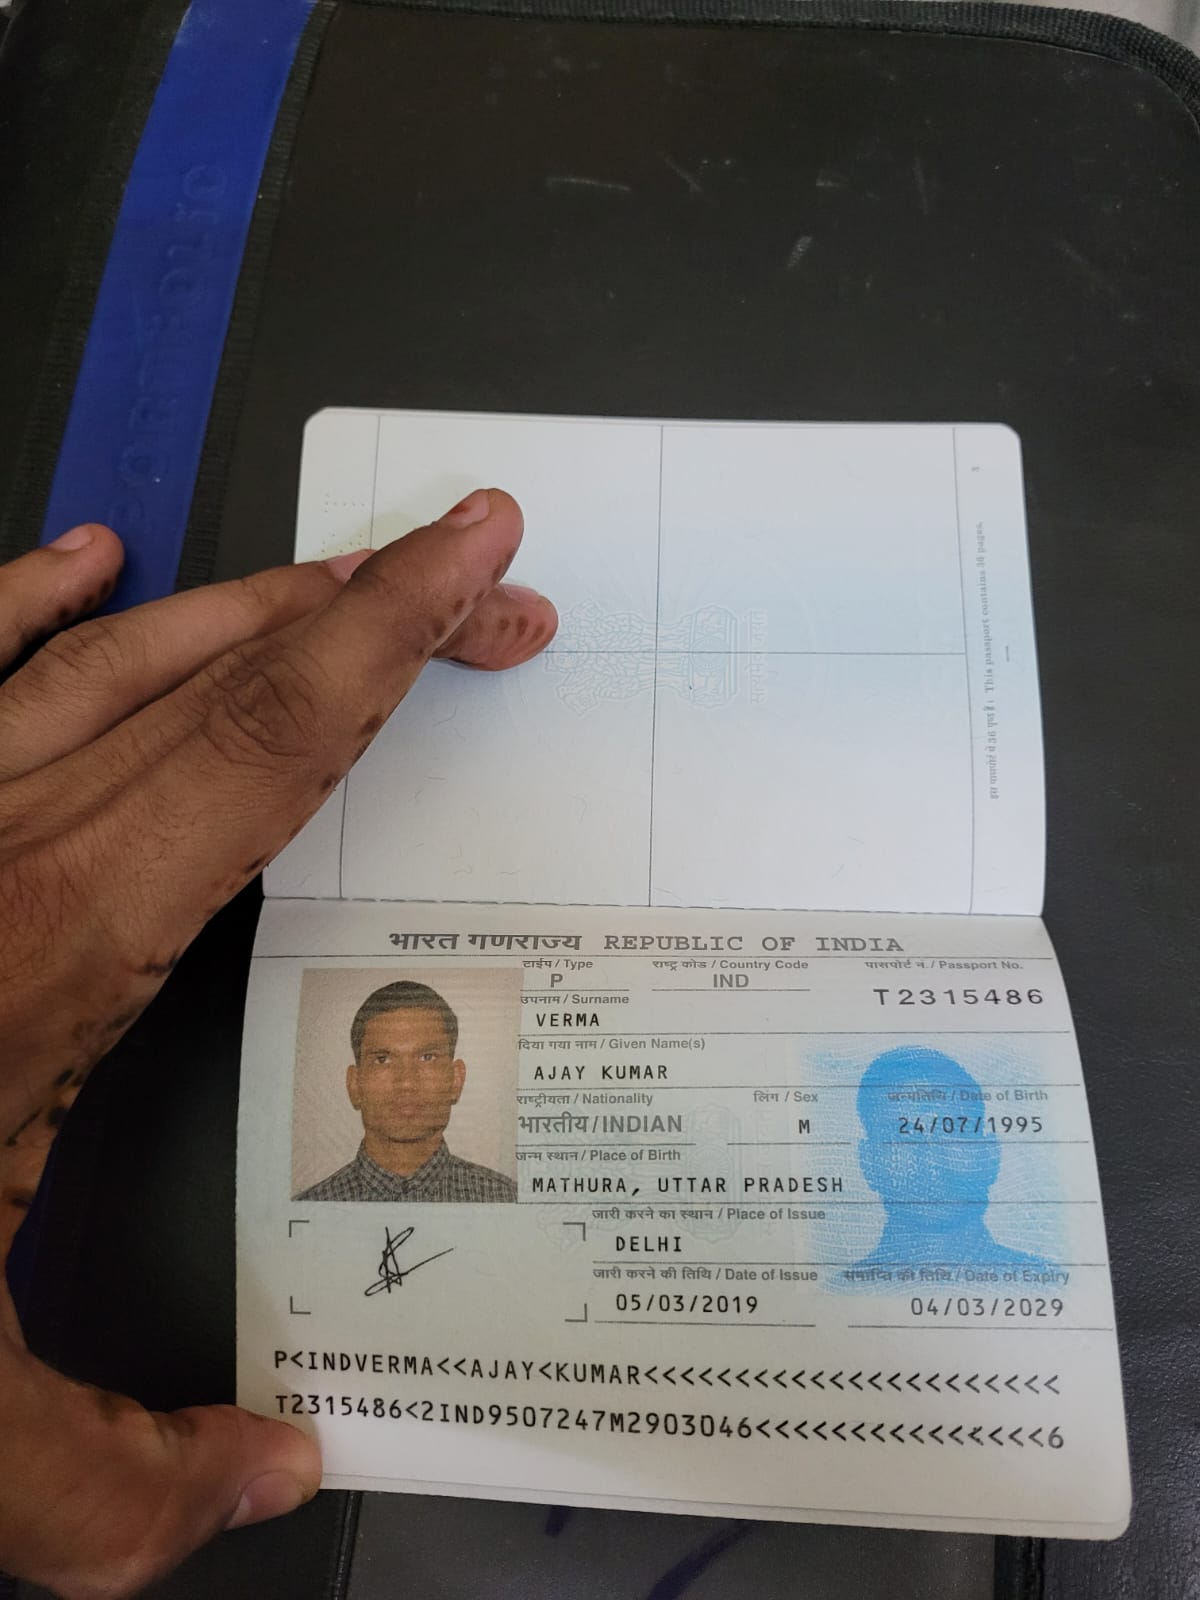 PORTFOLIO
3
इस पासपोर्ट में 36 पृष्ठ हैं। This passport contains 36 pages.
भारत गणराज्य REPUBLIC OF INDIA
टाईप / Type राष्ट्र कोड / Country Code पासपोर्ट नं. / Passport No.
P IND T2315486
उपनाम / Surname
VERMA
दिया गया नाम / Given Name(s)
AJAY KUMAR
राष्ट्रीयता / Nationality लिंग / Sex जन्मतिथि / Date of Birth
भारतीय / INDIAN M 24/07/1995
जन्म स्थान / Place of Birth
MATHURA, UTTAR PRADESH
जारी करने का स्थान / Place of Issue
DELHI
जारी करने की तिथि / Date of Issue समाप्ति की तिथि / Date of Expiry
05/03/2019 04/03/2029
P<INDVERMA<<AJAY<KUMAR<<<<<<<<<<<<<<<<<<<<<<
T2315486<2IND9507247M2903046<<<<<<<<<<<<<<<6